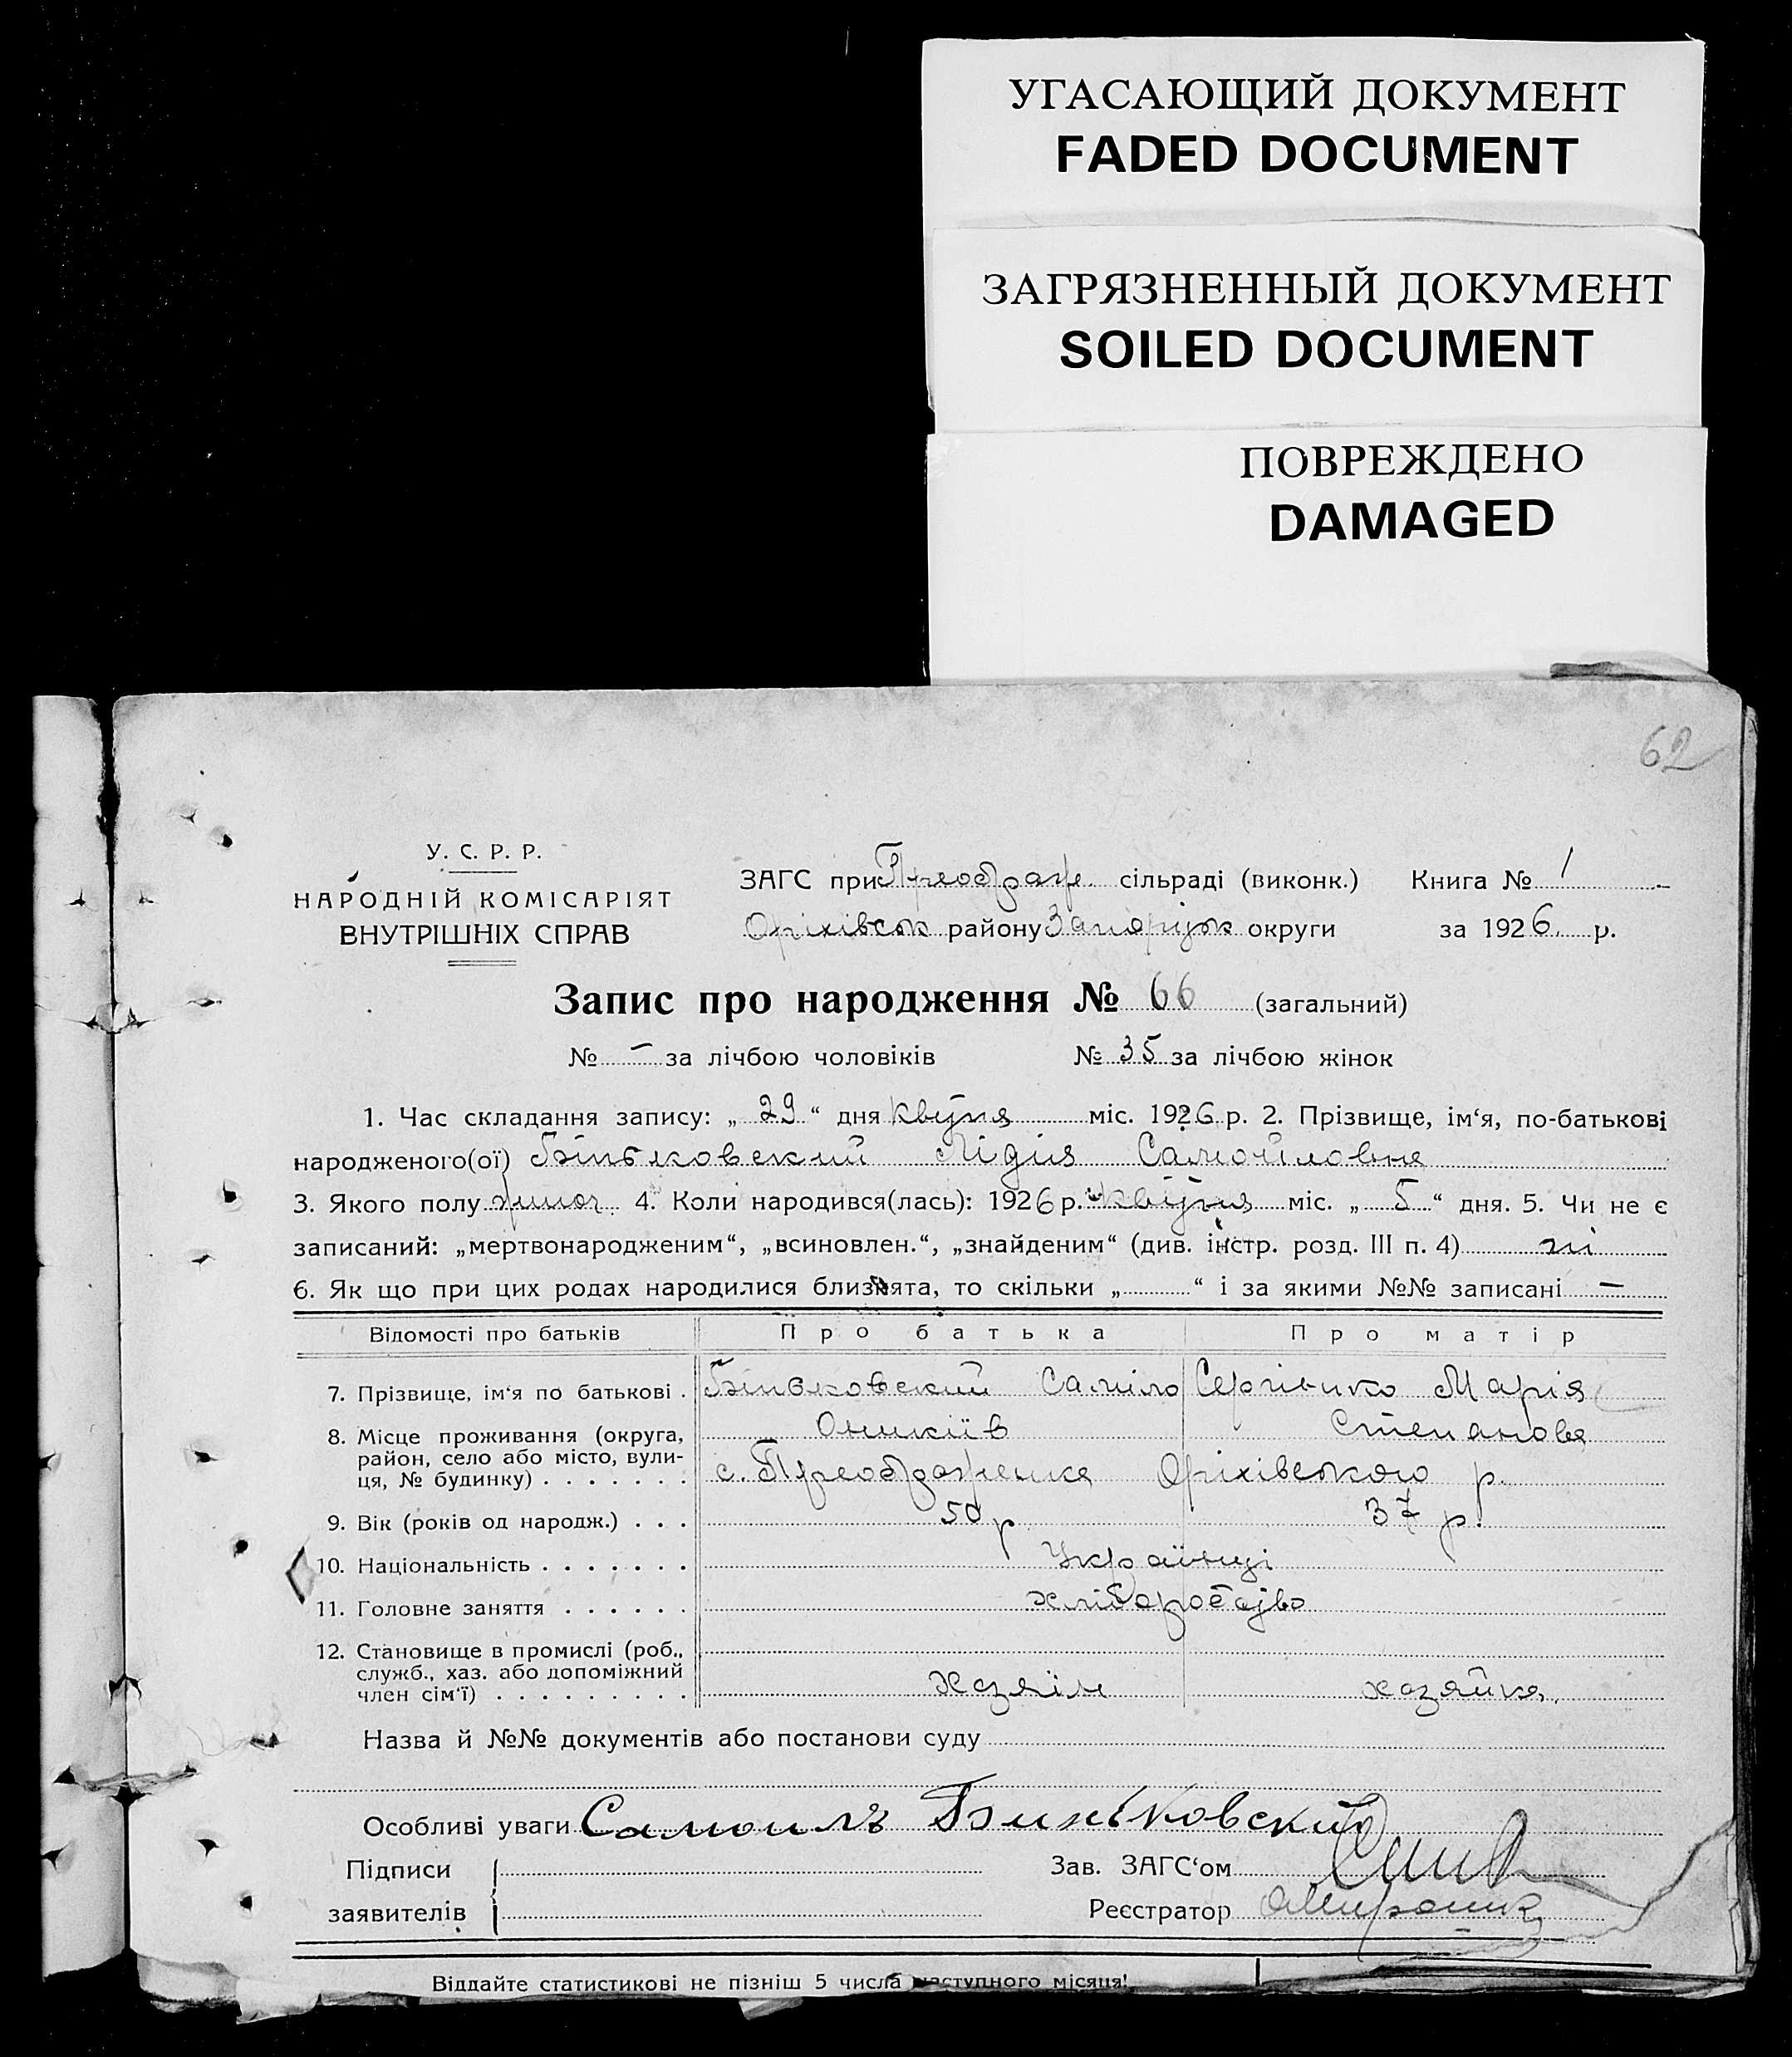 УГАСАЮЩИЙ ДОКУМЕНТ
FADED DOCUMENT
ЗАГРЯЗНЕННЫЙ ДОКУМЕНТ
SOILED DOCUMENT
ПОВРЕЖДЕНО
DAMAGED
62
У. С. Р. Р.
НАРОДНІЙ КОМІСАРІЯТ
ВНУТРІШНІХ СПРАВ
ЗАГС при Преображ. сільраді (виконк.) Книга № 1
Оріхівськ району Запоріцьк округи за 1926 р.
Запис про народження № 66 (загальний)
№ – за лічбою чоловіків № 35 за лічбою жінок
1. Час складання запису: „ 29 “ дня квітня міс. 1926 р. 2. Прізвище, ім‘я, по-батькові
народженого(ої) Біньковский Лідія Самойловна
3. Якого полу жіноч. 4. Коли народився(лась): 1926 р. квітня міс. „ 5 “ дня. 5. Чи не є
записаний: „мертвонародженим“, „всиновлен.“, „знайденим“ (див. інстр. розд. III п. 4) ні
6. Як що при цих родах народилися близнята, то скільки „ “ і за якими №№ записані —
Відомості про батьків Про батька Про матір
7. Прізвище, ім‘я по батькові . Біньковский Саміло Сергієнко Марія
Оникіїв Степанова
8. Місце проживання (округа,
район, село або місто, вули-
ця, № будинку) . . . . . . . с. Преображенка Оріхівського р.
9. Вік (років од народж.) . . . 50 р 37 р.
10. Національність . . . . . . . Українці
11. Головне заняття . . . . . .
12. Становище в промислі (роб.,
служб., хаз. або допоміжний
член сім‘ї) . . . . . . . . . хазяїн хазяйка.
Назва й №№ документів або постанови суду
Особливі уваги Самоилъ Биньковский
Підписи Зав. ЗАГС‘ом
заявителів Реєстратор
Віддайте статистикові не пізніш 5 числа наступного місяця!